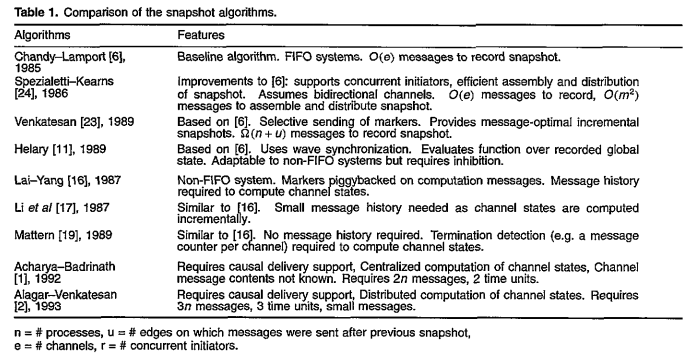 Table 1. Comparison of the snapshot algorithms.
Algorithms Features
Chandy–Lamport [6], Baseline algorithm. FIFO systems. O(e) messages to record snapshot.
1985
Spezialetti–Kearns Improvements to [6]: supports concurrent initiators, efficient assembly and distribution
[24], 1986 of snapshot. Assumes bidirectional channels. O(e) messages to record, O(m²)
messages to assemble and distribute snapshot.
Venkatesan [23], 1989 Based on [6]. Selective sending of markers. Provides message-optimal incremental
snapshots. Ω(n + u) messages to record snapshot.
Helary [11], 1989 Based on [6]. Uses wave synchronization. Evaluates function over recorded global
state. Adaptable to non-FIFO systems but requires inhibition.
Lai–Yang [16], 1987 Non-FIFO system. Markers piggybacked on computation messages. Message history
required to compute channel states.
Li et al [17], 1987 Similar to [16]. Small message history needed as channel states are computed
incrementally.
Mattern [19], 1989 Similar to [16]. No message history required. Termination detection (e.g. a message
counter per channel) required to compute channel states.
Acharya–Badrinath Requires causal delivery support, Centralized computation of channel states, Channel
[1], 1992 message contents not known. Requires 2n messages, 2 time units.
Alagar-Venkatesan Requires causal delivery support, Distributed computation of channel states. Requires
[2], 1993 3n messages, 3 time units, small messages.
n = # processes, u = # edges on which messages were sent after previous snapshot,
e = # channels, r = # concurrent initiators.